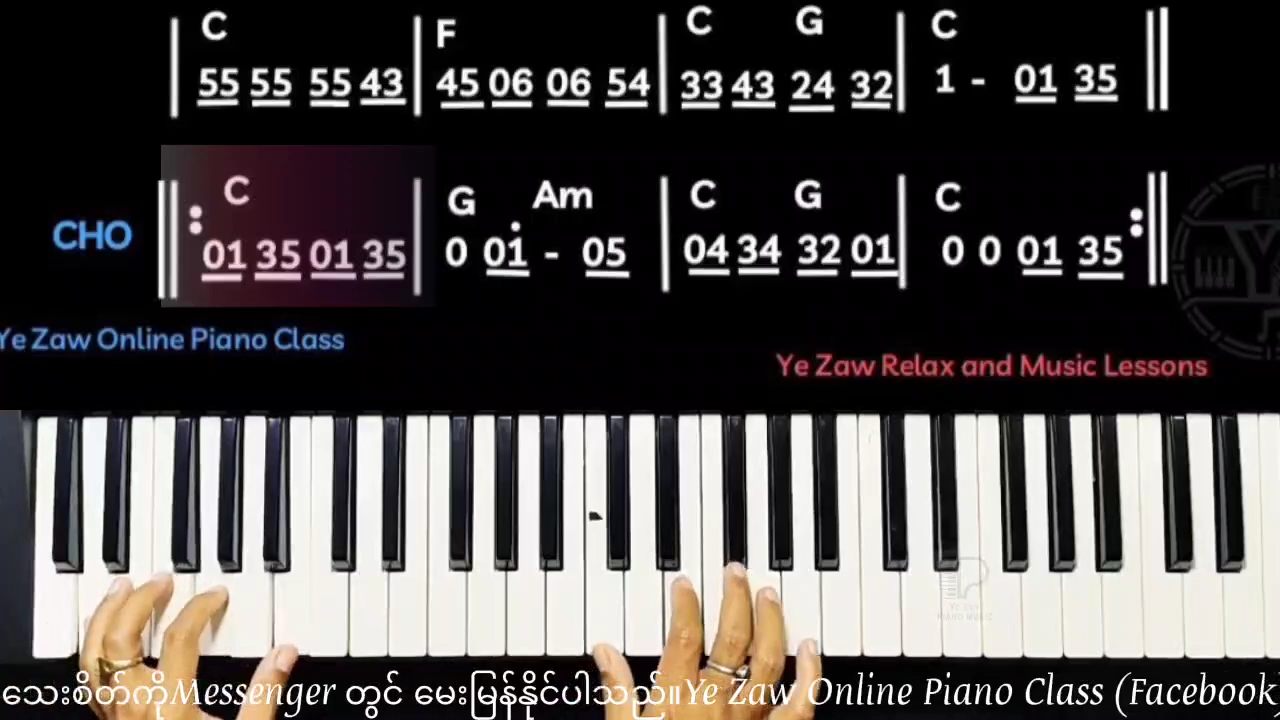 C F C G C
55 55 55 43 45 06 06 54 33 43 24 32 1 - 01 35
C G Am C G C
CHO 01 35 01 35 0 01 - 05 04 34 32 01 0 0 01 35
Ye Zaw Online Piano Class
Ye Zaw Relax and Music Lessons
သေးစိတ်ကိုMessenger တွင် မေးမြန်နိုင်ပါသည်။Ye Zaw Online Piano Class (Facebook)